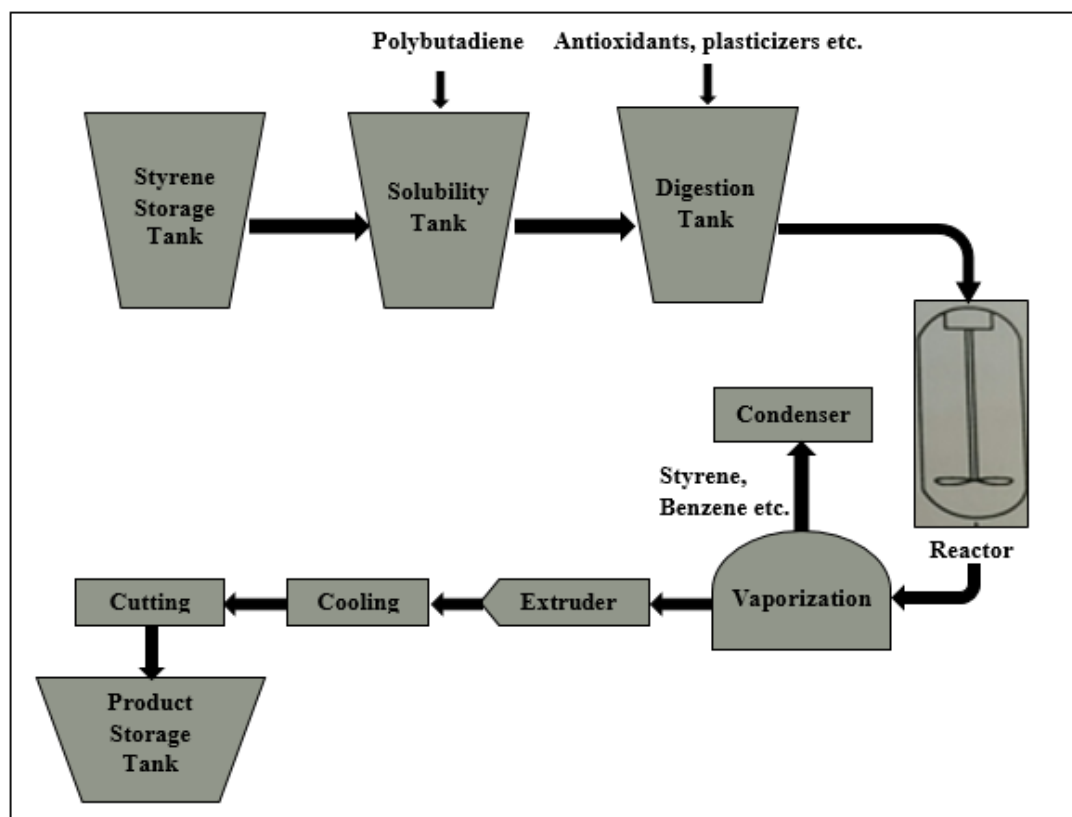 Polybutadiene
Antioxidants, plasticizers etc.
Styrene
Storage
Tank
Solubility
Tank
Digestion
Tank
Condenser
Styrene,
Benzene etc.
Reactor
Cutting
Cooling
Extruder
Vaporization
Product
Storage
Tank